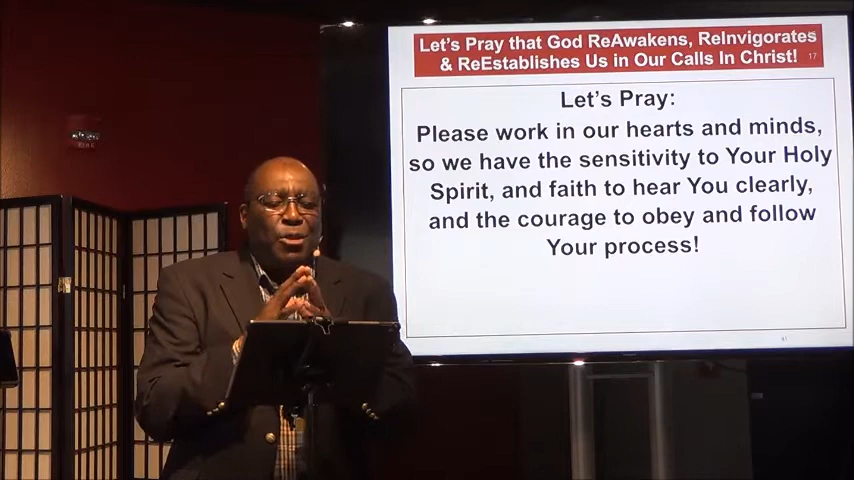 Let's Pray that God ReAwakens, ReInvigorates
& ReEstablishes Us in Our Calls In Christ! 17
Let's Pray:
Please work in our hearts and minds,
so we have the sensitivity to Your Holy
Spirit, and faith to hear You clearly,
and the courage to obey and follow
Your process!